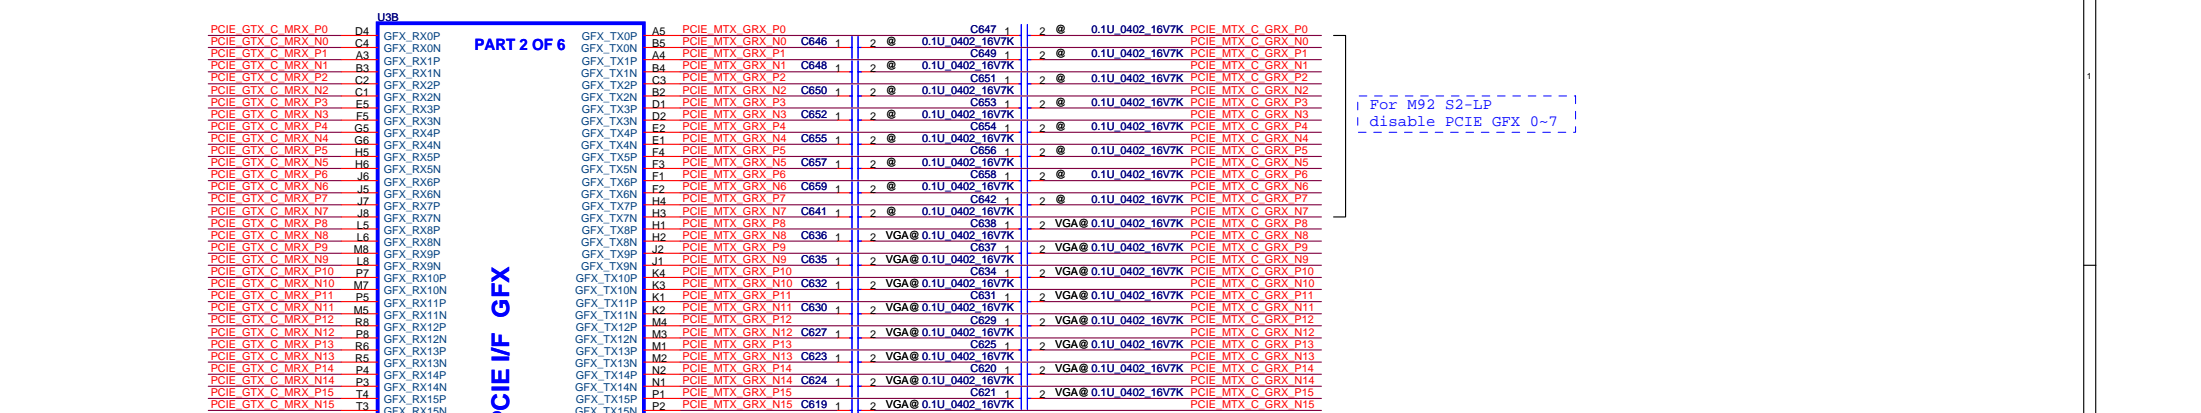 U3B
PART 2 OF 6
PCIE I/F GFX
PCIE_GTX_C_MRX_P0 D4 GFX_RX0P GFX_TX0P A5 PCIE_MTX_GRX_P0 C647 1 2 @ 0.1U_0402_16V7K PCIE_MTX_C_GRX_P0
PCIE_GTX_C_MRX_N0 C4 GFX_RX0N GFX_TX0N B5 PCIE_MTX_GRX_N0 C646 1 2 @ 0.1U_0402_16V7K PCIE_MTX_C_GRX_N0
PCIE_GTX_C_MRX_P1 A3 GFX_RX1P GFX_TX1P A4 PCIE_MTX_GRX_P1 C649 1 2 @ 0.1U_0402_16V7K PCIE_MTX_C_GRX_P1
PCIE_GTX_C_MRX_N1 B3 GFX_RX1N GFX_TX1N B4 PCIE_MTX_GRX_N1 C648 1 2 @ 0.1U_0402_16V7K PCIE_MTX_C_GRX_N1
PCIE_GTX_C_MRX_P2 C2 GFX_RX2P GFX_TX2P C3 PCIE_MTX_GRX_P2 C651 1 2 @ 0.1U_0402_16V7K PCIE_MTX_C_GRX_P2
PCIE_GTX_C_MRX_N2 C1 GFX_RX2N GFX_TX2N B2 PCIE_MTX_GRX_N2 C650 1 2 @ 0.1U_0402_16V7K PCIE_MTX_C_GRX_N2
PCIE_GTX_C_MRX_P3 E5 GFX_RX3P GFX_TX3P D1 PCIE_MTX_GRX_P3 C653 1 2 @ 0.1U_0402_16V7K PCIE_MTX_C_GRX_P3
PCIE_GTX_C_MRX_N3 F5 GFX_RX3N GFX_TX3N D2 PCIE_MTX_GRX_N3 C652 1 2 @ 0.1U_0402_16V7K PCIE_MTX_C_GRX_N3
PCIE_GTX_C_MRX_P4 G5 GFX_RX4P GFX_TX4P E2 PCIE_MTX_GRX_P4 C654 1 2 @ 0.1U_0402_16V7K PCIE_MTX_C_GRX_P4
PCIE_GTX_C_MRX_N4 G6 GFX_RX4N GFX_TX4N E1 PCIE_MTX_GRX_N4 C655 1 2 @ 0.1U_0402_16V7K PCIE_MTX_C_GRX_N4
PCIE_GTX_C_MRX_P5 H5 GFX_RX5P GFX_TX5P F4 PCIE_MTX_GRX_P5 C656 1 2 @ 0.1U_0402_16V7K PCIE_MTX_C_GRX_P5
PCIE_GTX_C_MRX_N5 H6 GFX_RX5N GFX_TX5N F3 PCIE_MTX_GRX_N5 C657 1 2 @ 0.1U_0402_16V7K PCIE_MTX_C_GRX_N5
PCIE_GTX_C_MRX_P6 J6 GFX_RX6P GFX_TX6P F1 PCIE_MTX_GRX_P6 C658 1 2 @ 0.1U_0402_16V7K PCIE_MTX_C_GRX_P6
PCIE_GTX_C_MRX_N6 J5 GFX_RX6N GFX_TX6N F2 PCIE_MTX_GRX_N6 C659 1 2 @ 0.1U_0402_16V7K PCIE_MTX_C_GRX_N6
PCIE_GTX_C_MRX_P7 J7 GFX_RX7P GFX_TX7P H4 PCIE_MTX_GRX_P7 C642 1 2 @ 0.1U_0402_16V7K PCIE_MTX_C_GRX_P7
PCIE_GTX_C_MRX_N7 J8 GFX_RX7N GFX_TX7N H3 PCIE_MTX_GRX_N7 C641 1 2 @ 0.1U_0402_16V7K PCIE_MTX_C_GRX_N7
PCIE_GTX_C_MRX_P8 L5 GFX_RX8P GFX_TX8P H1 PCIE_MTX_GRX_P8 C638 1 2 VGA@ 0.1U_0402_16V7K PCIE_MTX_C_GRX_P8
PCIE_GTX_C_MRX_N8 L6 GFX_RX8N GFX_TX8N H2 PCIE_MTX_GRX_N8 C636 1 2 VGA@ 0.1U_0402_16V7K PCIE_MTX_C_GRX_N8
PCIE_GTX_C_MRX_P9 M8 GFX_RX9P GFX_TX9P J2 PCIE_MTX_GRX_P9 C637 1 2 VGA@ 0.1U_0402_16V7K PCIE_MTX_C_GRX_P9
PCIE_GTX_C_MRX_N9 L8 GFX_RX9N GFX_TX9N J1 PCIE_MTX_GRX_N9 C635 1 2 VGA@ 0.1U_0402_16V7K PCIE_MTX_C_GRX_N9
PCIE_GTX_C_MRX_P10 P7 GFX_RX10P GFX_TX10P K4 PCIE_MTX_GRX_P10 C634 1 2 VGA@ 0.1U_0402_16V7K PCIE_MTX_C_GRX_P10
PCIE_GTX_C_MRX_N10 M7 GFX_RX10N GFX_TX10N K3 PCIE_MTX_GRX_N10 C632 1 2 VGA@ 0.1U_0402_16V7K PCIE_MTX_C_GRX_N10
PCIE_GTX_C_MRX_P11 P5 GFX_RX11P GFX_TX11P K1 PCIE_MTX_GRX_P11 C631 1 2 VGA@ 0.1U_0402_16V7K PCIE_MTX_C_GRX_P11
PCIE_GTX_C_MRX_N11 M5 GFX_RX11N GFX_TX11N K2 PCIE_MTX_GRX_N11 C630 1 2 VGA@ 0.1U_0402_16V7K PCIE_MTX_C_GRX_N11
PCIE_GTX_C_MRX_P12 R8 GFX_RX12P GFX_TX12P M4 PCIE_MTX_GRX_P12 C629 1 2 VGA@ 0.1U_0402_16V7K PCIE_MTX_C_GRX_P12
PCIE_GTX_C_MRX_N12 P8 GFX_RX12N GFX_TX12N M3 PCIE_MTX_GRX_N12 C627 1 2 VGA@ 0.1U_0402_16V7K PCIE_MTX_C_GRX_N12
PCIE_GTX_C_MRX_P13 R6 GFX_RX13P GFX_TX13P M1 PCIE_MTX_GRX_P13 C625 1 2 VGA@ 0.1U_0402_16V7K PCIE_MTX_C_GRX_P13
PCIE_GTX_C_MRX_N13 R5 GFX_RX13N GFX_TX13N M2 PCIE_MTX_GRX_N13 C623 1 2 VGA@ 0.1U_0402_16V7K PCIE_MTX_C_GRX_N13
PCIE_GTX_C_MRX_P14 P4 GFX_RX14P GFX_TX14P N2 PCIE_MTX_GRX_P14 C620 1 2 VGA@ 0.1U_0402_16V7K PCIE_MTX_C_GRX_P14
PCIE_GTX_C_MRX_N14 P3 GFX_RX14N GFX_TX14N N1 PCIE_MTX_GRX_N14 C624 1 2 VGA@ 0.1U_0402_16V7K PCIE_MTX_C_GRX_N14
PCIE_GTX_C_MRX_P15 T4 GFX_RX15P GFX_TX15P P1 PCIE_MTX_GRX_P15 C621 1 2 VGA@ 0.1U_0402_16V7K PCIE_MTX_C_GRX_P15
PCIE_GTX_C_MRX_N15 T3 GFX_RX15N GFX_TX15N P2 PCIE_MTX_GRX_N15 C619 1 2 VGA@ 0.1U_0402_16V7K PCIE_MTX_C_GRX_N15
For M92 S2-LP
disable PCIE GFX 0~7
1